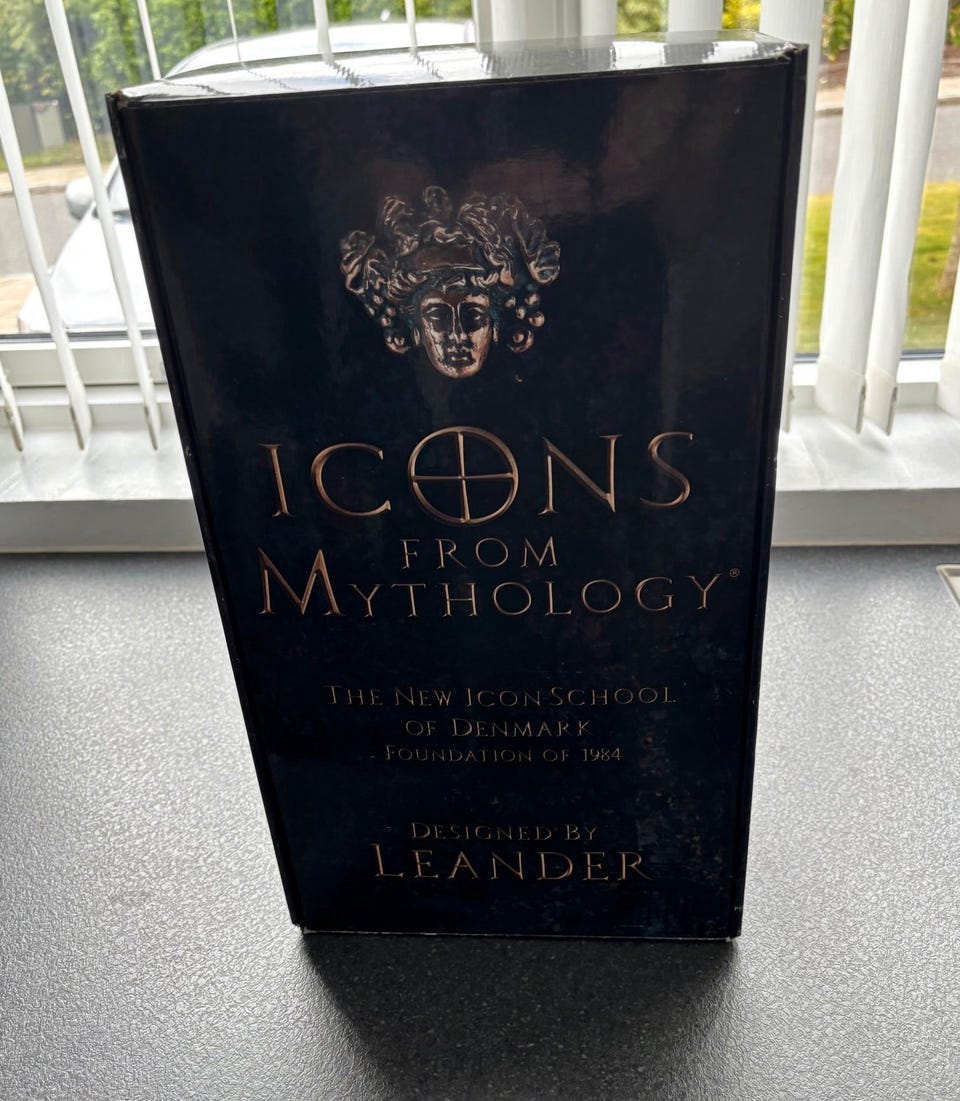 ICONS
FROM
MYTHOLOGY®
THE NEW ICON-SCHOOL
OF DENMARK
- FOUNDATION OF 1984
- DESIGNED BY
LEANDER